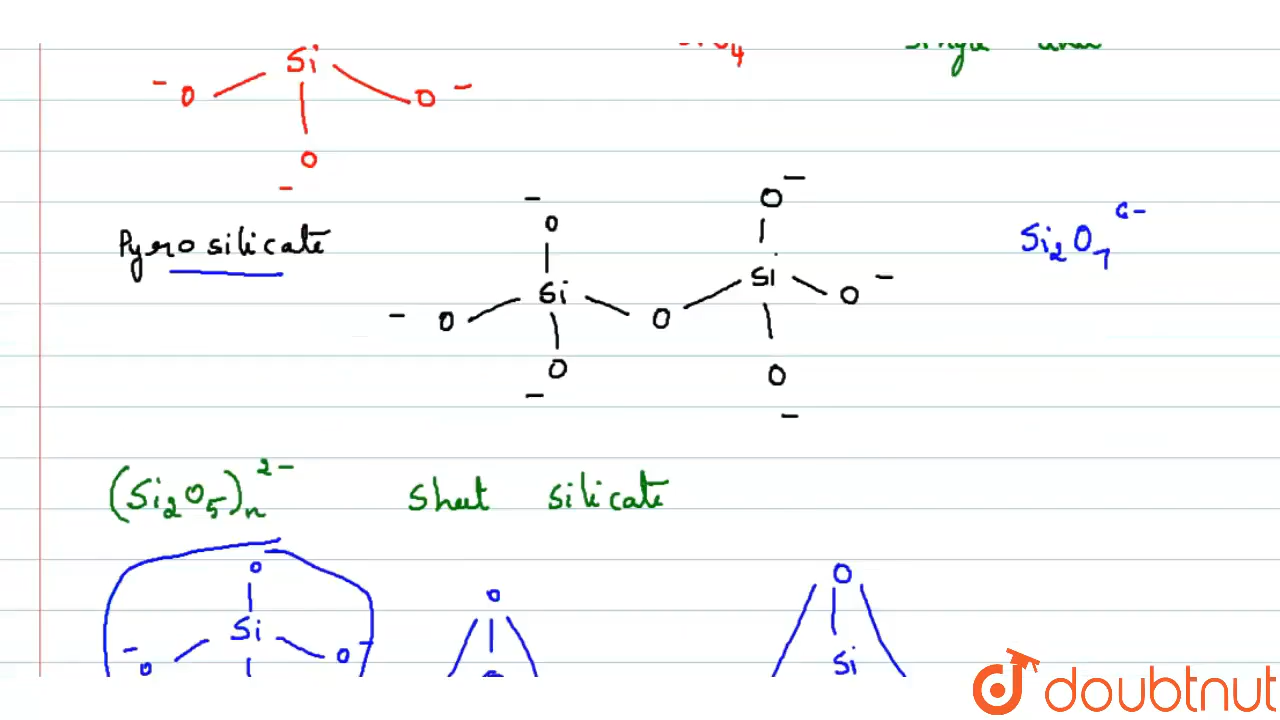 Si
- O O -
O
-
- O -
O
Pyrosilicate Si Si Si2O7 6-
- O O O -
O O
- -
(Si2O5)n 2- Sheet silicate
O O O
Si
- O O -
Si
doubtnut